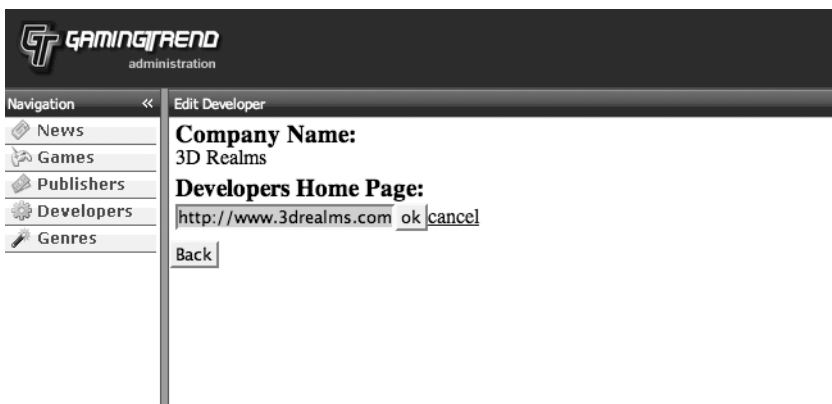 GT GAMINGTREND
administration
Navigation «
Edit Developer
News
Games
Publishers
Developers
Genres
Company Name:
3D Realms
Developers Home Page:
http://www.3drealms.com ok cancel
Back